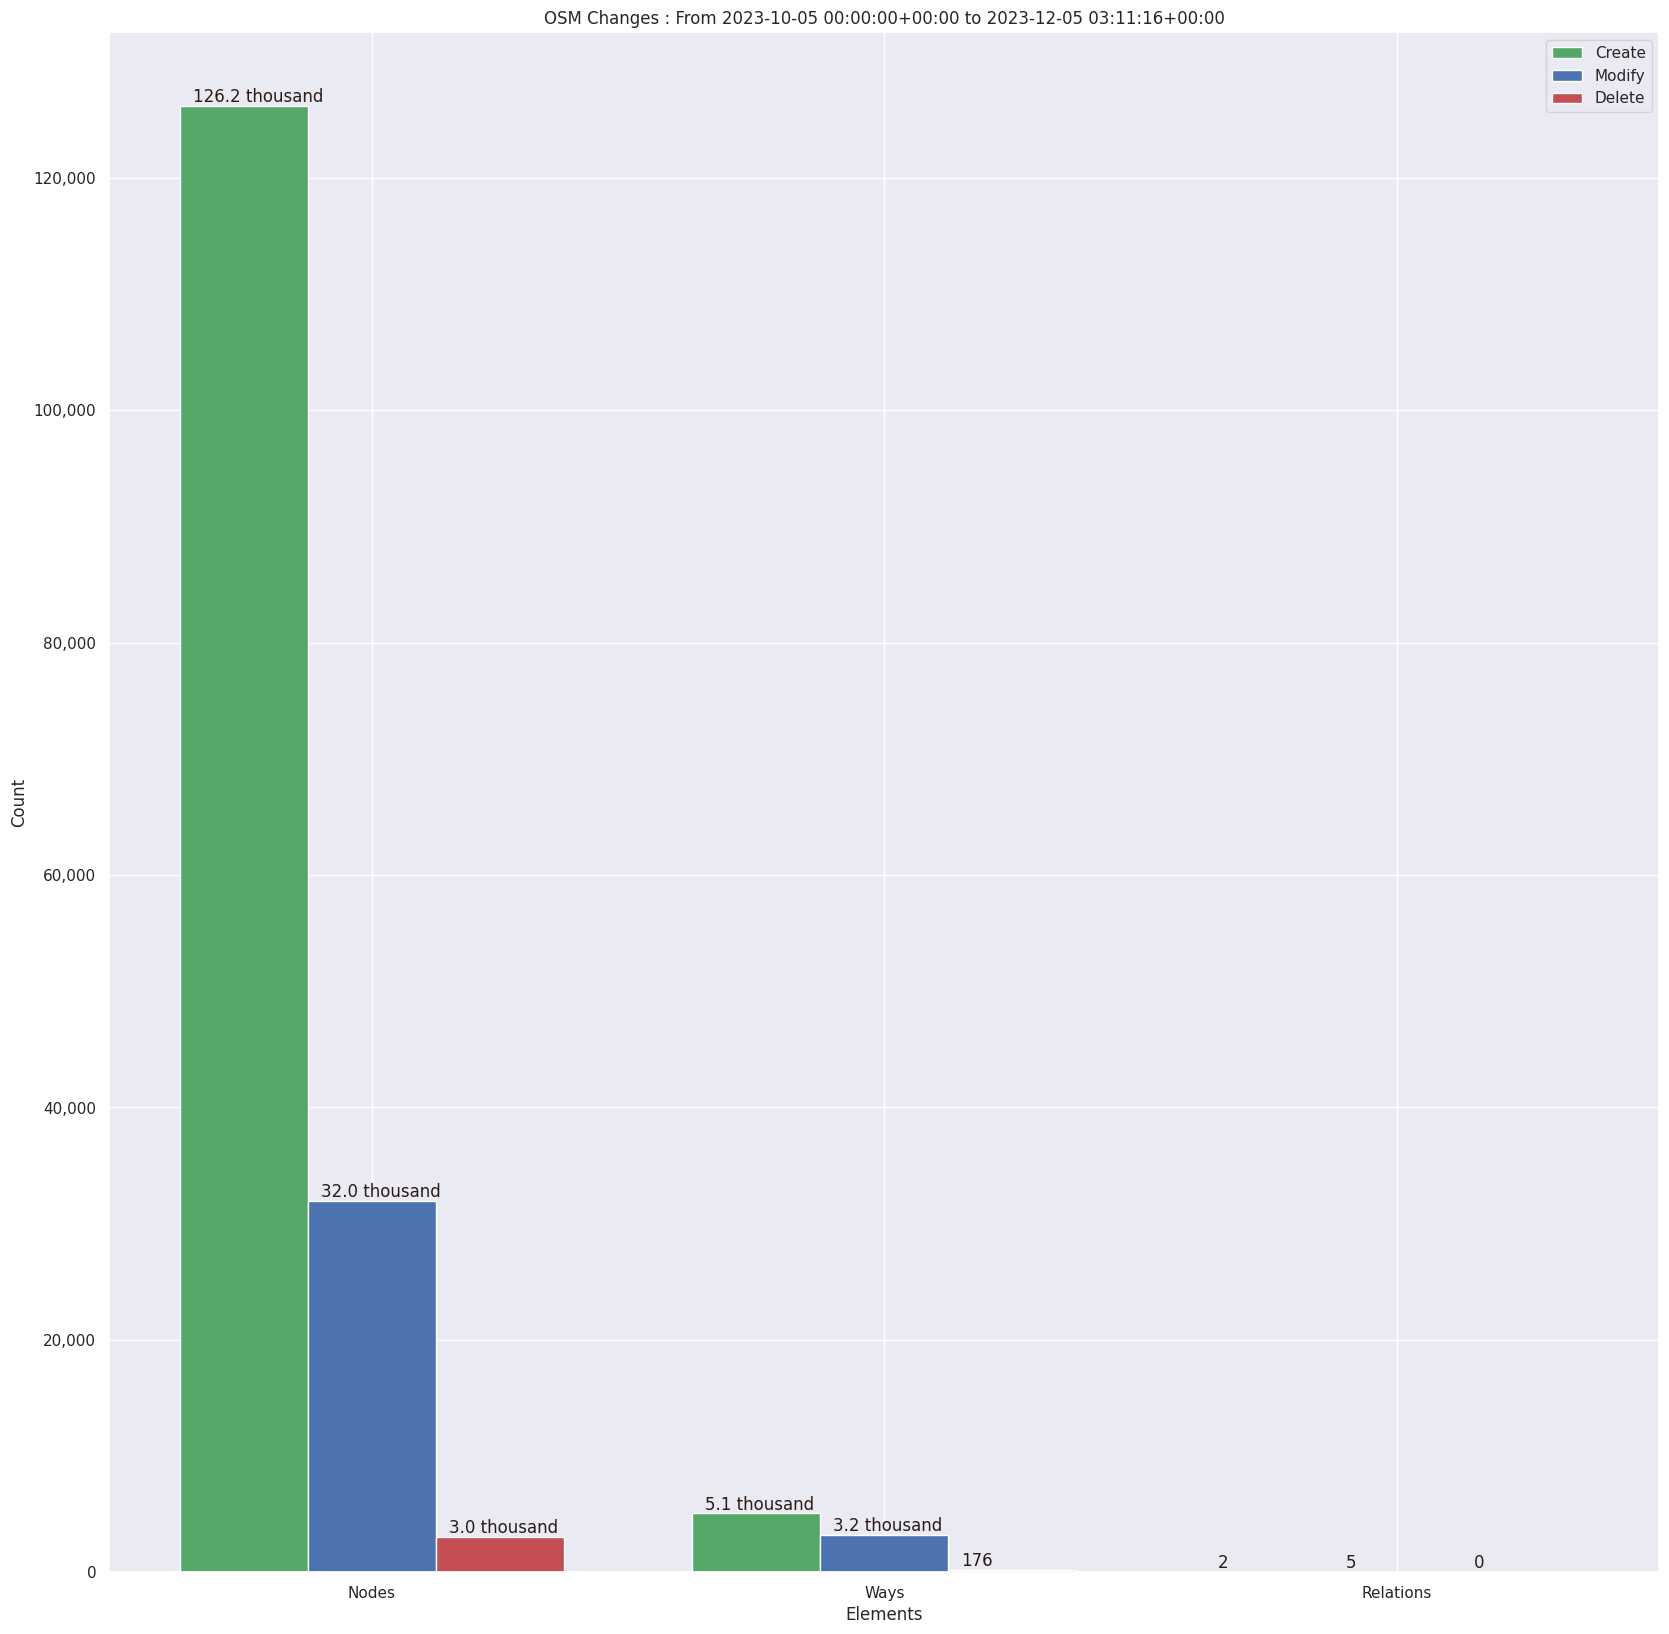 OSM Changes : From 2023-10-05 00:00:00+00:00 to 2023-12-05 03:11:16+00:00
Create
Modify
Delete
126.2 thousand
120,000
100,000
80,000
Count
60,000
40,000
32.0 thousand
20,000
5.1 thousand
3.0 thousand
3.2 thousand
176
2
5
0
0
Nodes
Ways
Relations
Elements